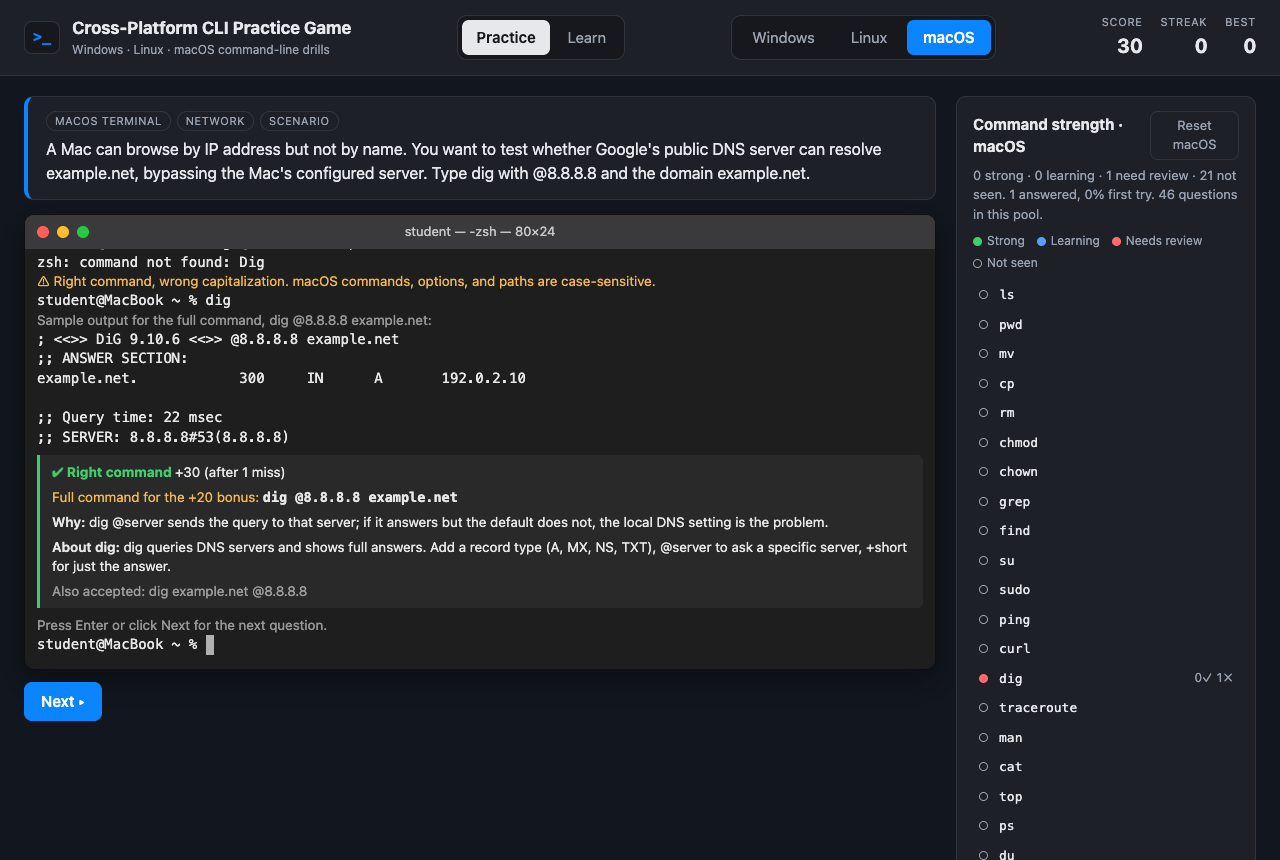 >_
Cross-Platform CLI Practice Game
Windows · Linux · macOS command-line drills
Practice
Learn
Windows
Linux
macOS
SCORE
STREAK
BEST
30
0
0
MACOS TERMINAL
NETWORK
SCENARIO
A Mac can browse by IP address but not by name. You want to test whether Google's public DNS server can resolve
example.net, bypassing the Mac's configured server. Type dig with @8.8.8.8 and the domain example.net.
student — -zsh — 80×24
zsh: command not found: Dig
⚠ Right command, wrong capitalization. macOS commands, options, and paths are case-sensitive.
student@MacBook ~ % dig
Sample output for the full command, dig @8.8.8.8 example.net:
; <<>> DiG 9.10.6 <<>> @8.8.8.8 example.net
;; ANSWER SECTION:
example.net.            300     IN      A       192.0.2.10
;; Query time: 22 msec
;; SERVER: 8.8.8.8#53(8.8.8.8)
✔ Right command +30 (after 1 miss)
Full command for the +20 bonus: dig @8.8.8.8 example.net
Why: dig @server sends the query to that server; if it answers but the default does not, the local DNS setting is the problem.
About dig: dig queries DNS servers and shows full answers. Add a record type (A, MX, NS, TXT), @server to ask a specific server, +short
for just the answer.
Also accepted: dig example.net @8.8.8.8
Press Enter or click Next for the next question.
student@MacBook ~ %
Next ▸
Command strength ·
macOS
Reset
macOS
0 strong · 0 learning · 1 need review · 21 not
seen. 1 answered, 0% first try. 46 questions
in this pool.
Strong
Learning
Needs review
Not seen
ls
pwd
mv
cp
rm
chmod
chown
grep
find
su
sudo
ping
curl
dig 0✓ 1✕
traceroute
man
cat
top
ps
du